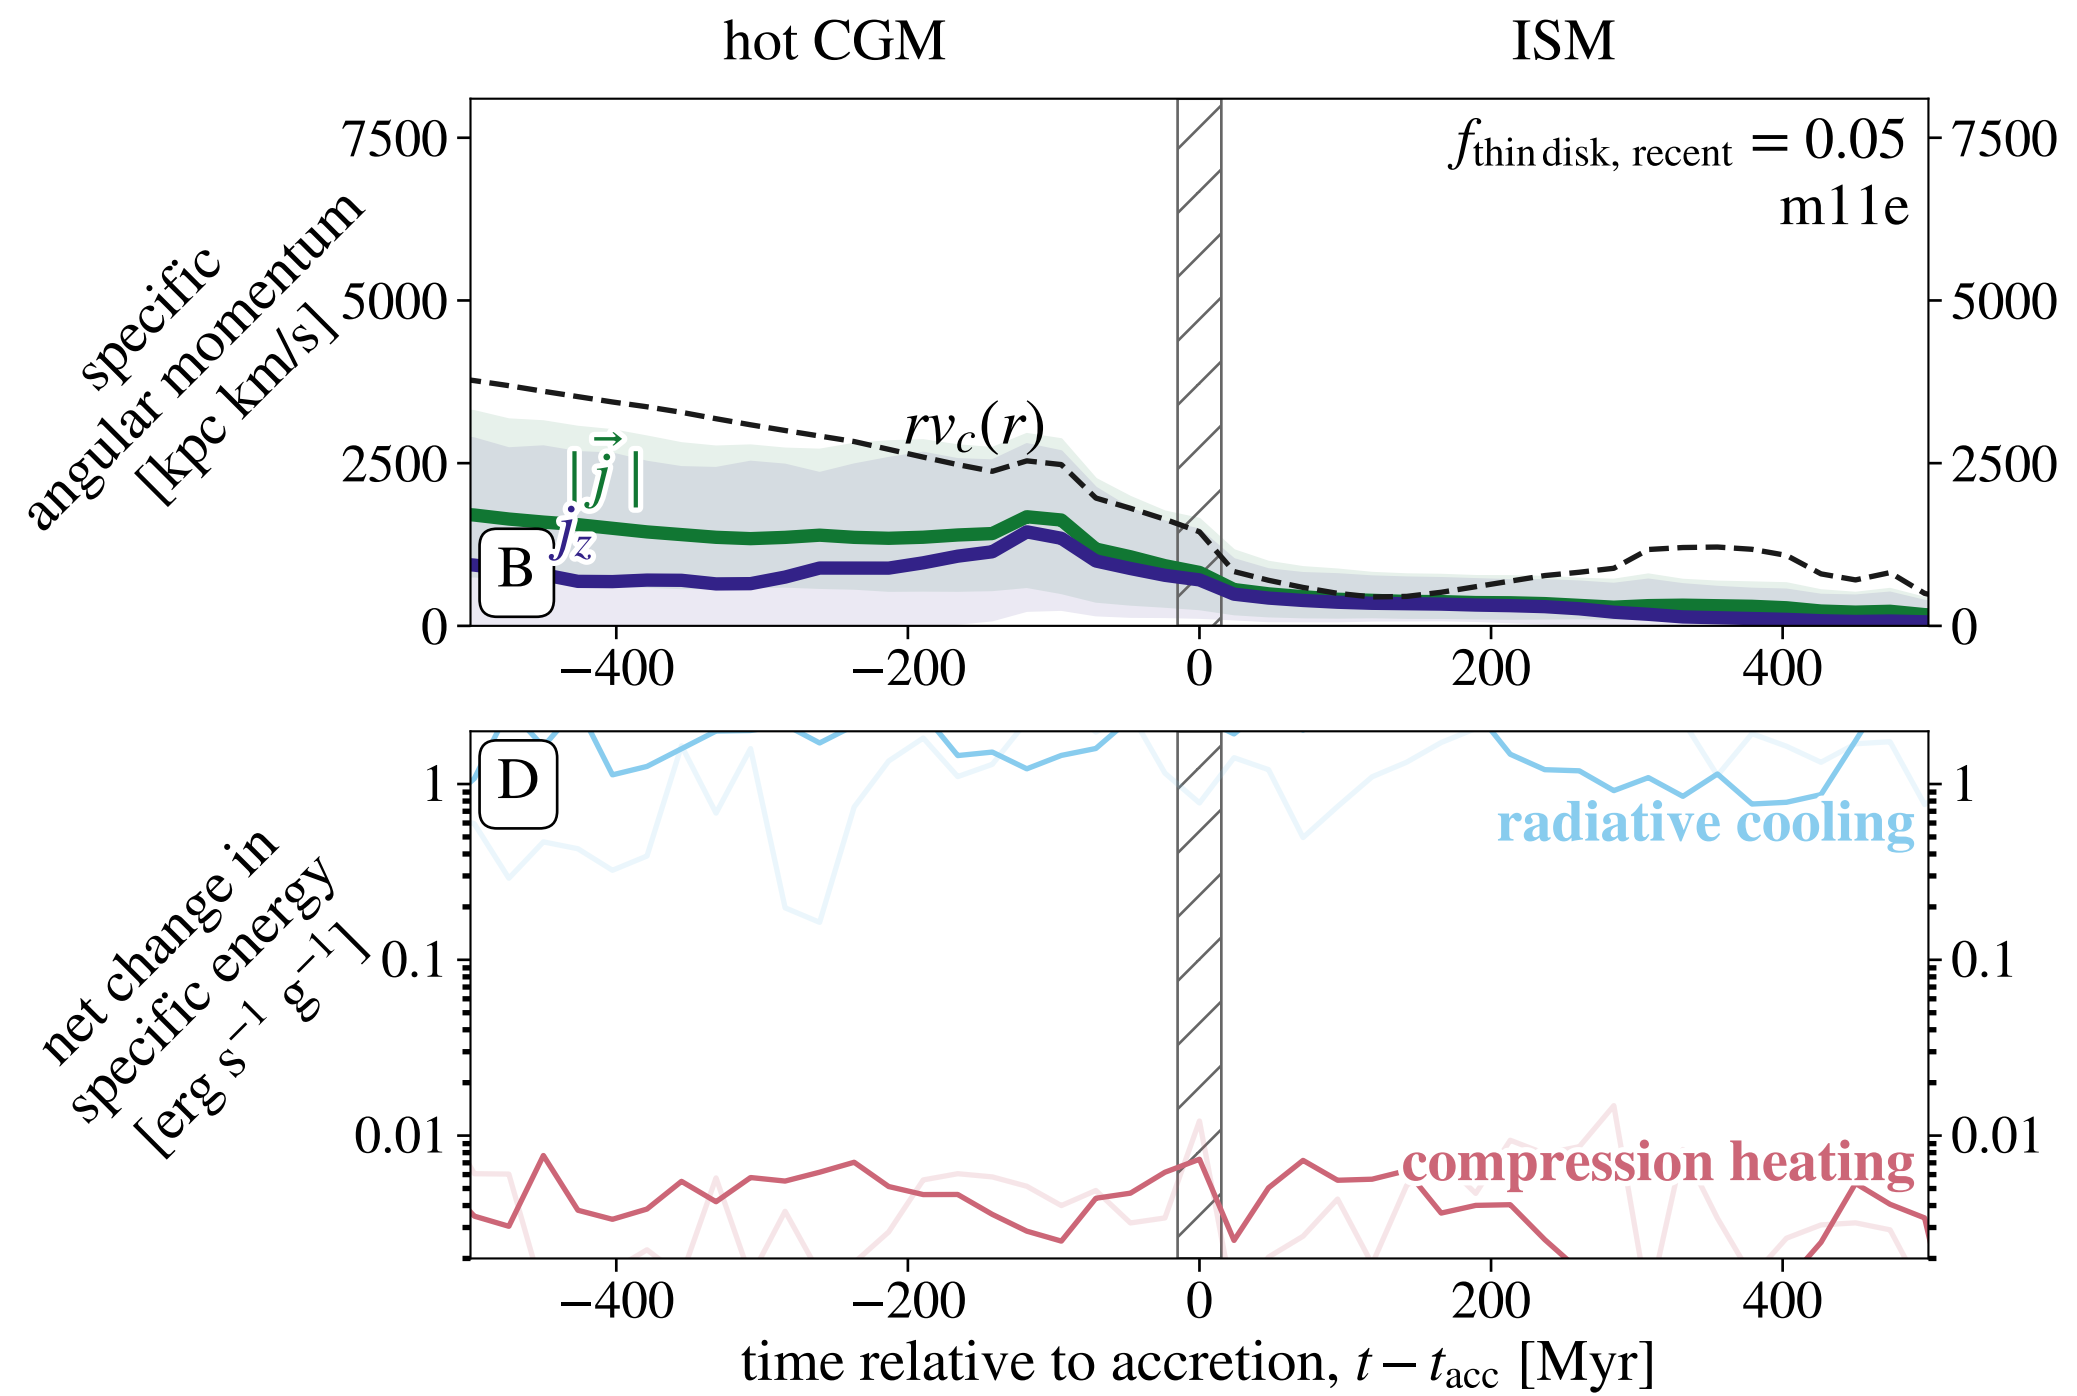 hot CGM ISM
7500 7500
f_thin disk, recent = 0.05
m11e
specific
angular momentum
[kpc km/s]
5000 5000
rv_c(r)
2500 2500
|j⃗|
j_z
B
0 0
−400 −200 0 200 400
D
1 1
radiative cooling
net change in
specific energy
[erg s⁻¹ g⁻¹]
0.1 0.1
0.01 0.01
compression heating
−400 −200 0 200 400
time relative to accretion, t − t_acc [Myr]